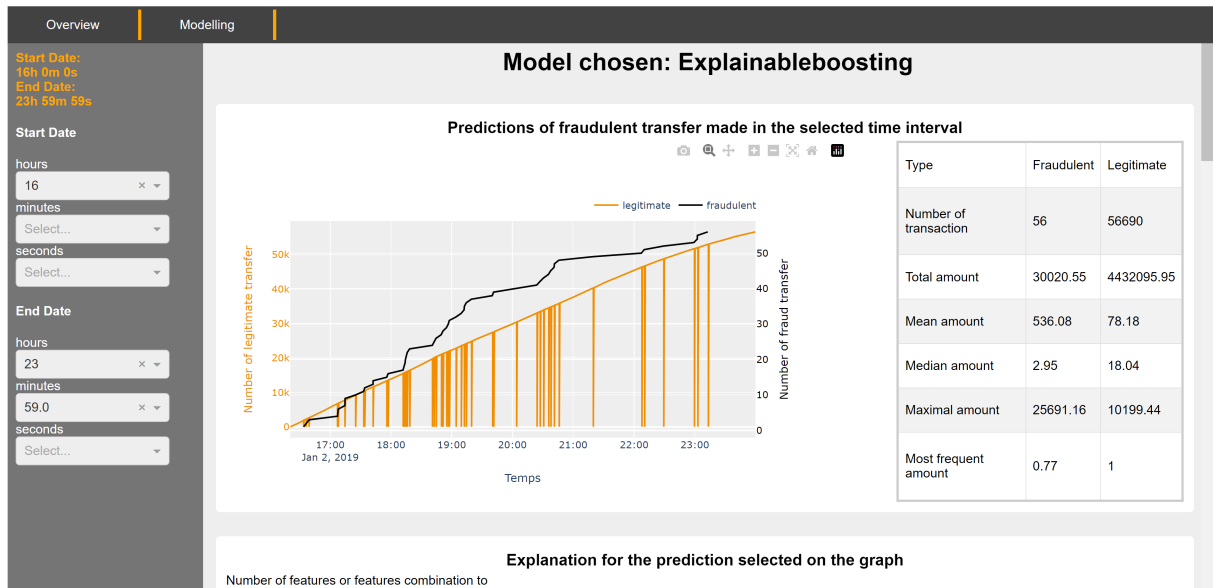 Overview
Modelling
Start Date:
16h 0m 0s
End Date:
23h 59m 59s
Start Date
hours
16
minutes
Select...
seconds
Select...
End Date
hours
23
minutes
59.0
seconds
Select...
Model chosen: Explainableboosting
Predictions of fraudulent transfer made in the selected time interval
legitimate
fraudulent
Number of legitimate transfer
50k
40k
30k
20k
10k
0
50
40
30
20
10
0
Number of fraud transfer
17:00 18:00 19:00 20:00 21:00 22:00 23:00
Jan 2, 2019
Temps
Type Fraudulent Legitimate
Number of
transaction
56 56690
Total amount 30020.55 4432095.95
Mean amount 536.08 78.18
Median amount 2.95 18.04
Maximal amount 25691.16 10199.44
Most frequent
amount
0.77 1
Explanation for the prediction selected on the graph
Number of features or features combination to